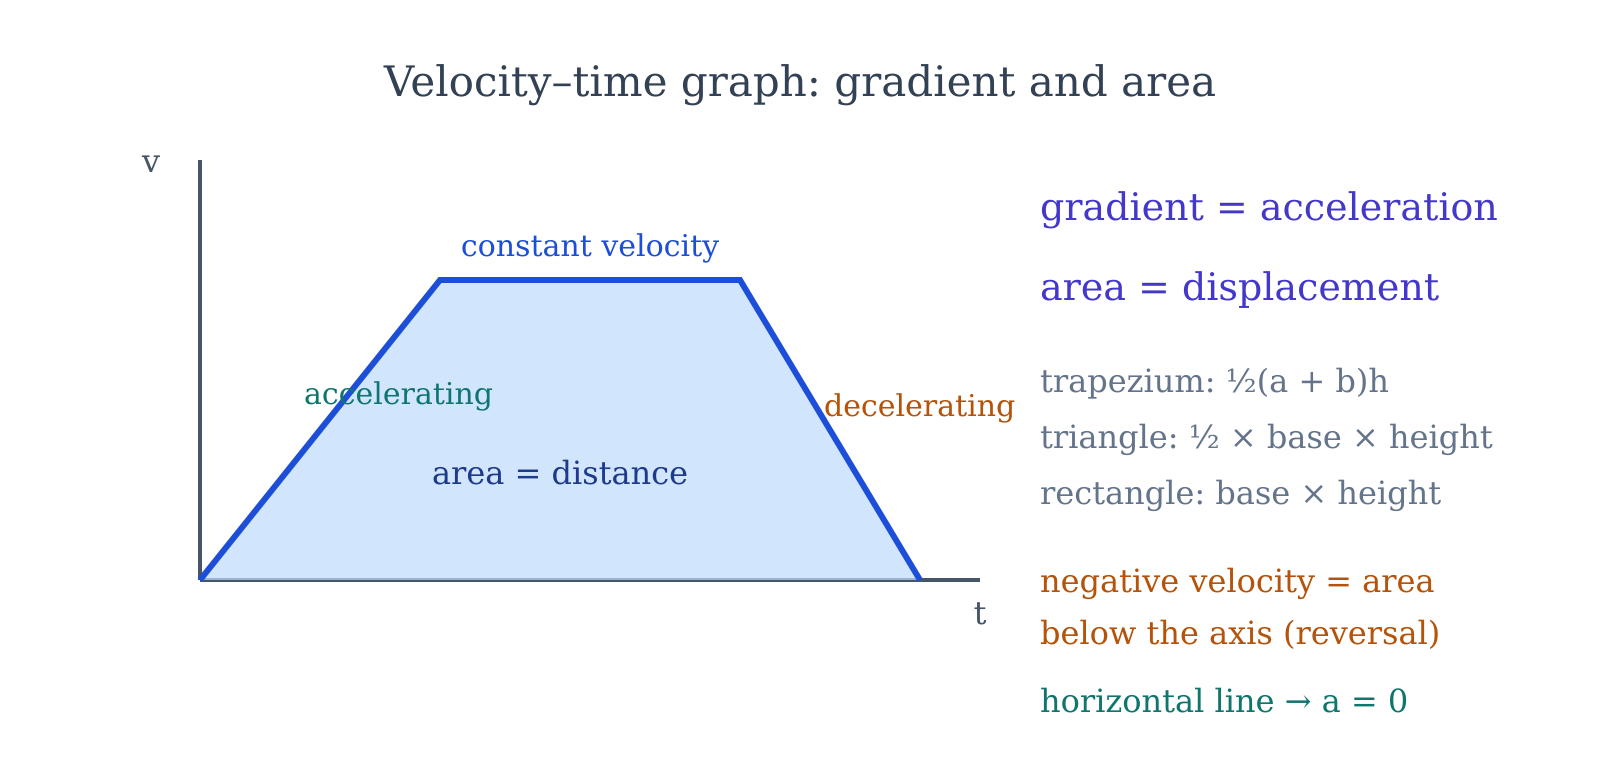 Velocity–time graph: gradient and area
v
constant velocity
accelerating
decelerating
area = distance
t
gradient = acceleration
area = displacement
trapezium: ½(a + b)h
triangle: ½ × base × height
rectangle: base × height
negative velocity = area
below the axis (reversal)
horizontal line → a = 0